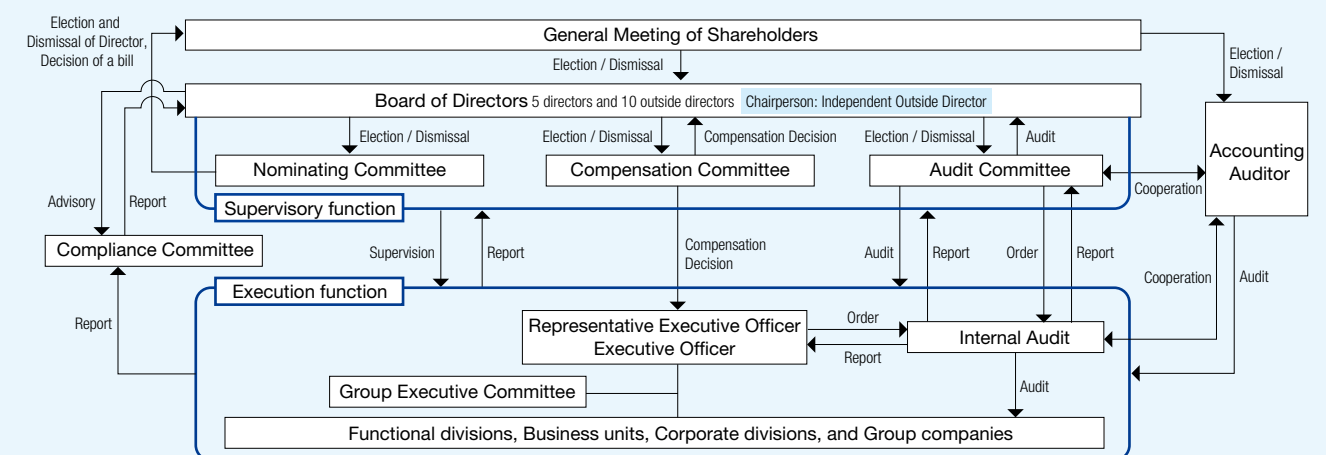 Election and
Dismissal of Director,
Decision of a bill
General Meeting of Shareholders
Election / Dismissal
Election /
Dismissal
Board of Directors 5 directors and 10 outside directors Chairperson: Independent Outside Director
Election / Dismissal
Election / Dismissal
Compensation Decision
Election / Dismissal
Audit
Nominating Committee
Compensation Committee
Audit Committee
Accounting
Auditor
Cooperation
Advisory
Report
Supervisory function
Compliance Committee
Supervision
Report
Compensation
Decision
Audit
Report
Order
Report
Cooperation
Audit
Execution function
Report
Representative Executive Officer
Executive Officer
Order
Report
Internal Audit
Group Executive Committee
Audit
Functional divisions, Business units, Corporate divisions, and Group companies